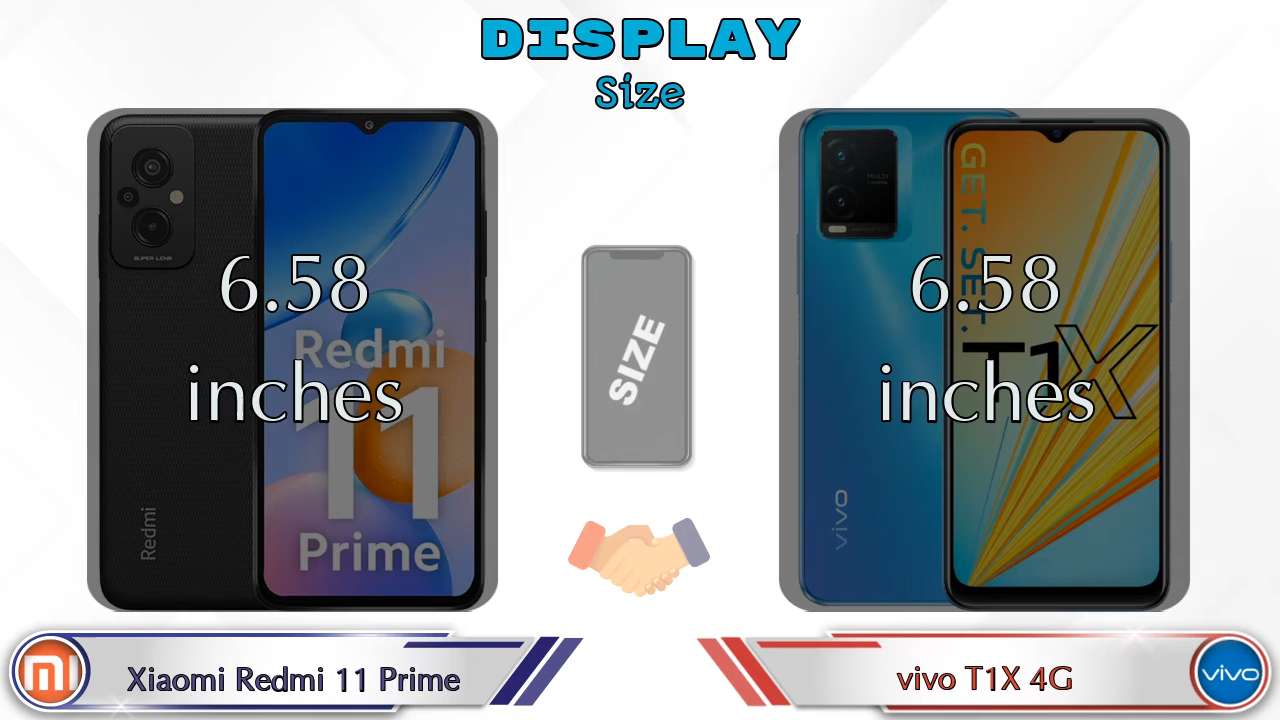 DISPLAY
Size
SUPER LENS
Redmi
Redmi
11
Prime
6.58
inches
SIZE
MULTI
GET. SET.
T1X
vivo
6.58
inches
mi
Xiaomi Redmi 11 Prime
vivo T1X 4G
vivo